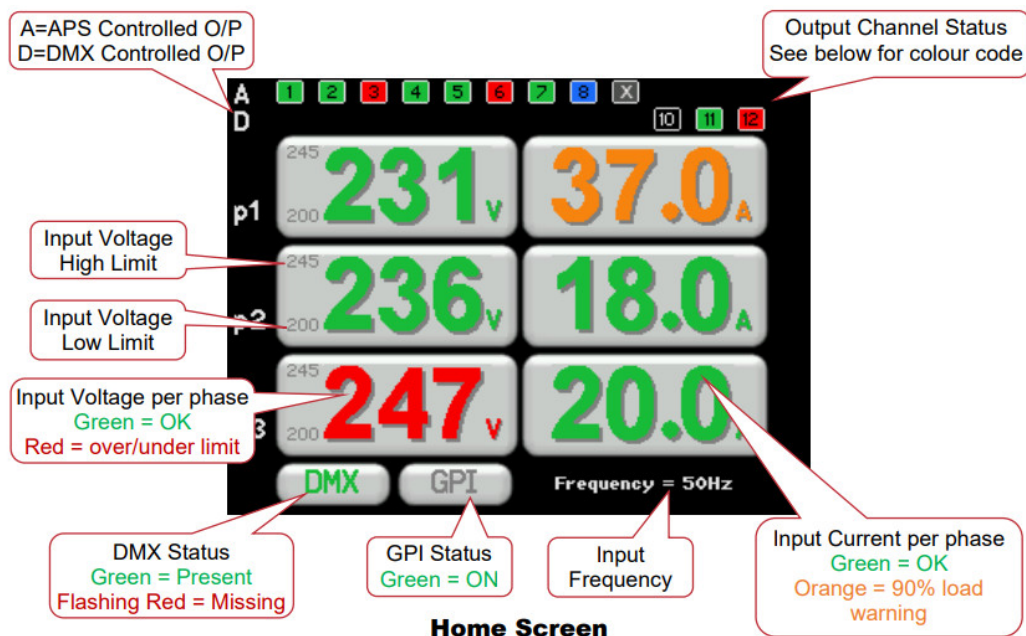 A=APS Controlled O/P
D=DMX Controlled O/P
Output Channel Status
See below for colour code
A 1 2 3 4 5 6 7 8 X
D 10 11 12
245
231 V
37.0 A
p1
200
Input Voltage
High Limit
245
236 V
18.0 A
Input Voltage
Low Limit
p2
200
245
247 V
20.0
Input Voltage per phase
Green = OK
Red = over/under limit
3
200
DMX
GPI
Frequency = 50Hz
DMX Status
Green = Present
Flashing Red = Missing
GPI Status
Green = ON
Input
Frequency
Input Current per phase
Green = OK
Orange = 90% load
warning
Home Screen